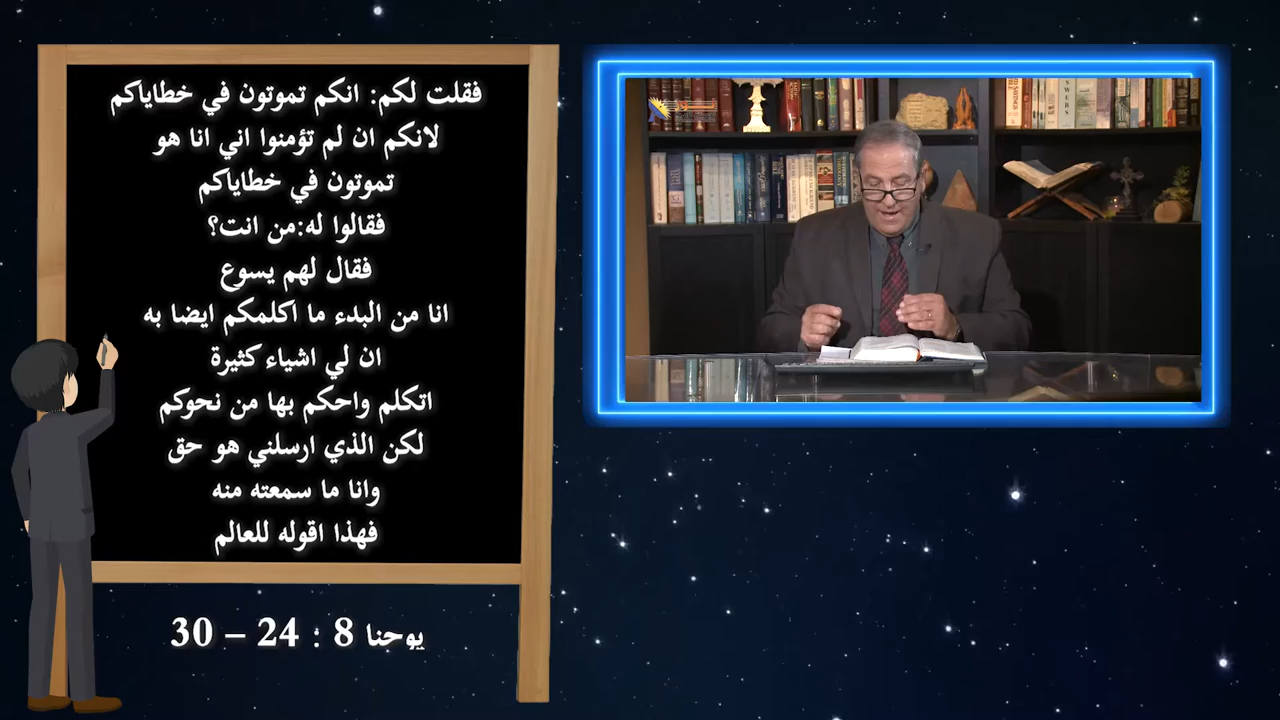 فقلت لكم: انكم تموتون في خطاياكم
لانكم ان لم تؤمنوا اني انا هو
تموتون في خطاياكم
فقالوا له:من انت؟
فقال لهم يسوع
انا من البدء ما اكلمكم ايضا به
ان لي اشياء كثيرة
اتكلم واحكم بها من نحوكم
لكن الذي ارسلني هو حق
وانا ما سمعته منه
فهذا اقوله للعالم
يوحنا 8 : 24 – 30